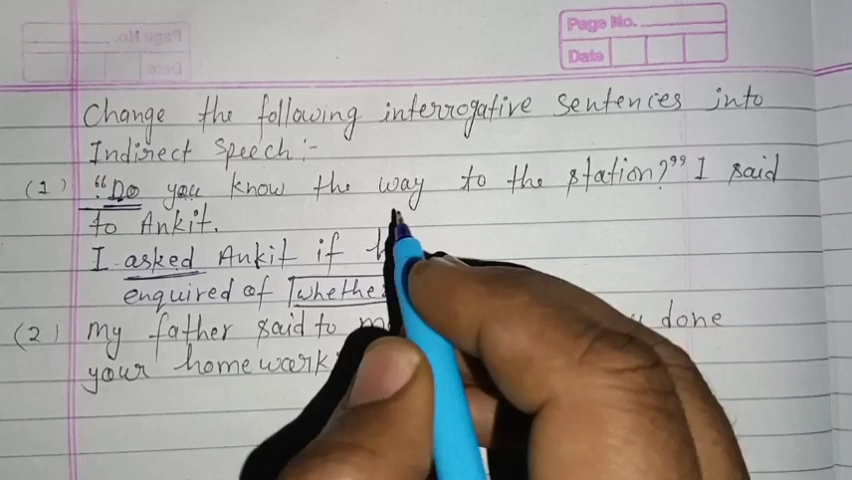 Page No.
Date
Change the following interrogative sentences into
Indirect Speech:-
(1) "Do you know the way to the station?" I said
to Ankit.
I asked Ankit if
enquired of whether
(2) My father said to done
your homework